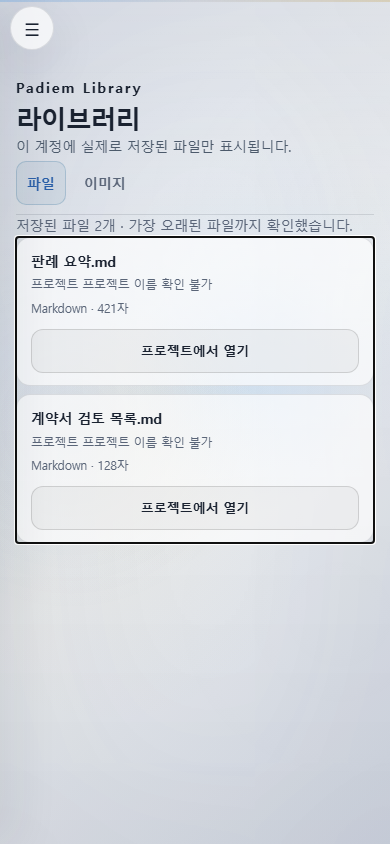 ☰
Padiem Library
라이브러리
이 계정에 실제로 저장된 파일만 표시됩니다.
파일 이미지
저장된 파일 2개 · 가장 오래된 파일까지 확인했습니다.
판례 요약.md
프로젝트 프로젝트 이름 확인 불가
Markdown · 421자
프로젝트에서 열기
계약서 검토 목록.md
프로젝트 프로젝트 이름 확인 불가
Markdown · 128자
프로젝트에서 열기